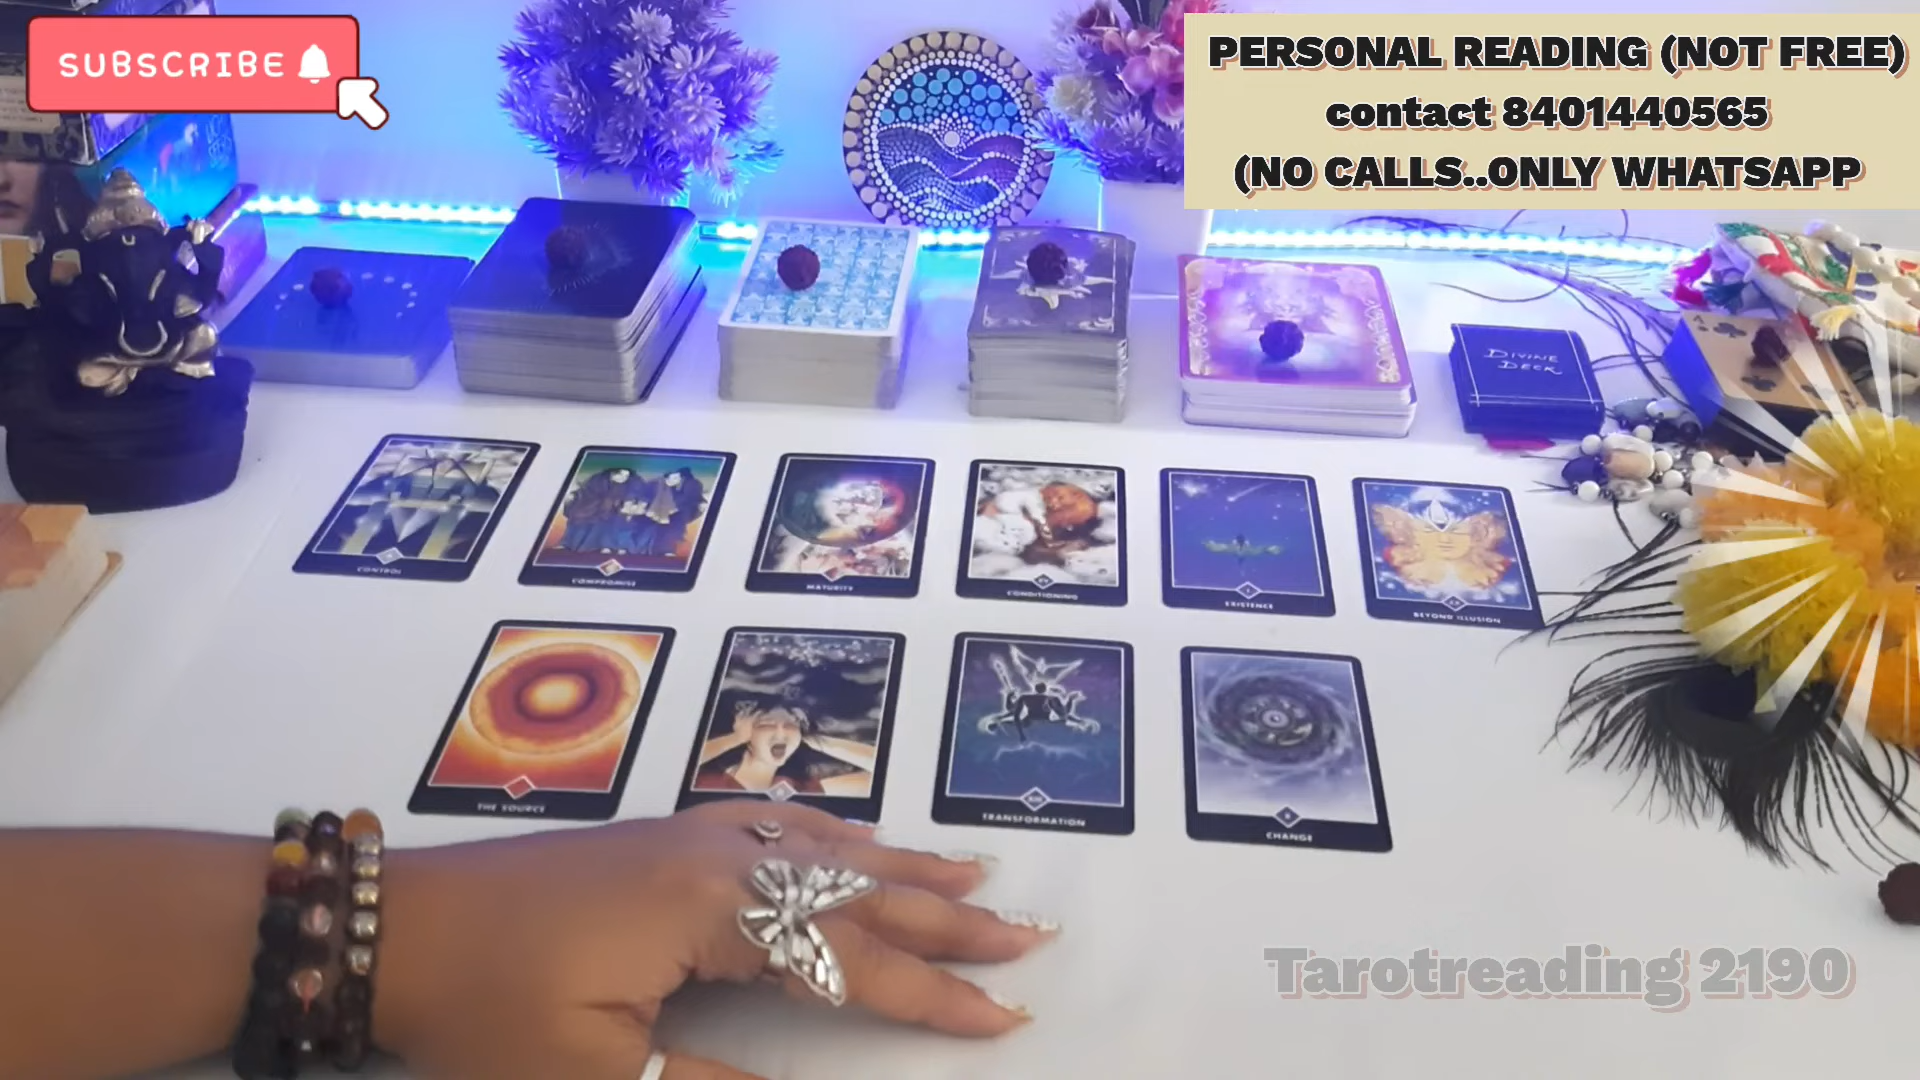 SUBSCRIBE
PERSONAL READING (NOT FREE)
contact 8401440565
(NO CALLS..ONLY WHATSAPP
DIVINE
DECK
CONTROL
COMPROMISE
MATURITY
CONDITIONING
EXISTENCE
BEYOND ILLUSION
THE SOURCE
TRANSFORMATION
CHANGE
Tarotreading 2190